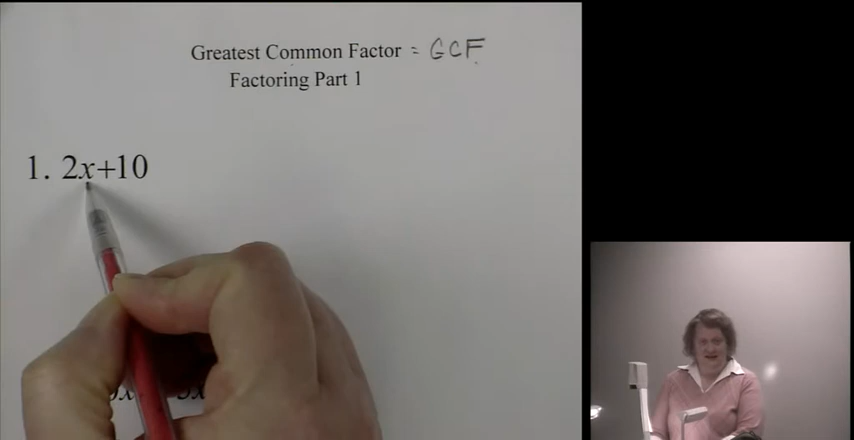 Greatest Common Factor = GCF
Factoring Part 1
1. 2x+10